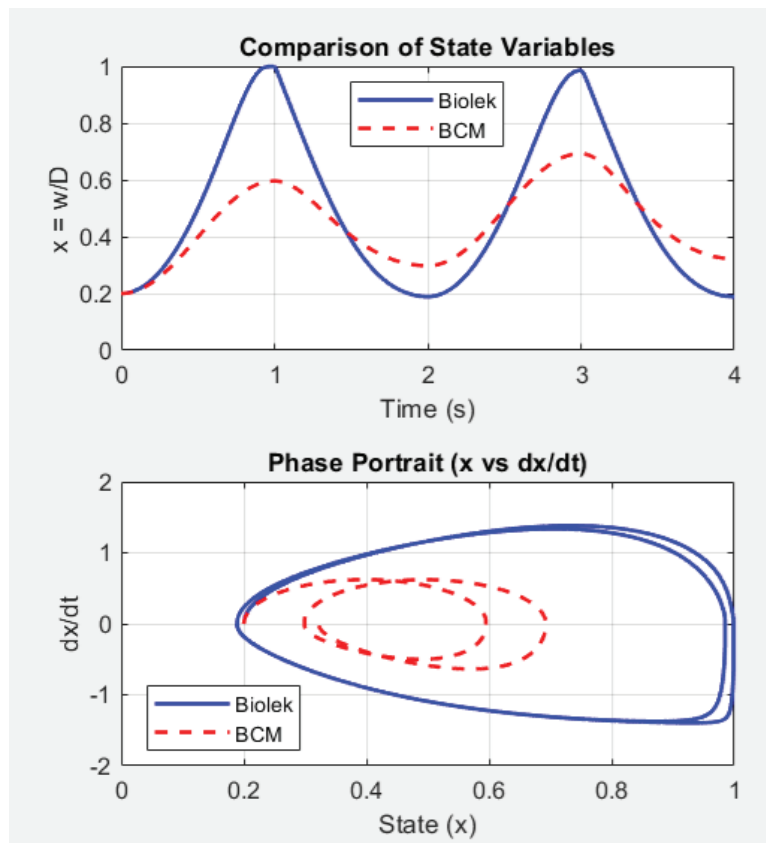 Comparison of State Variables
1
0.8
0.6
0.4
0.2
0
x = w/D
Biolek
BCM
0 1 2 3 4
Time (s)
Phase Portrait (x vs dx/dt)
2
1
0
-1
-2
dx/dt
Biolek
BCM
0 0.2 0.4 0.6 0.8 1
State (x)